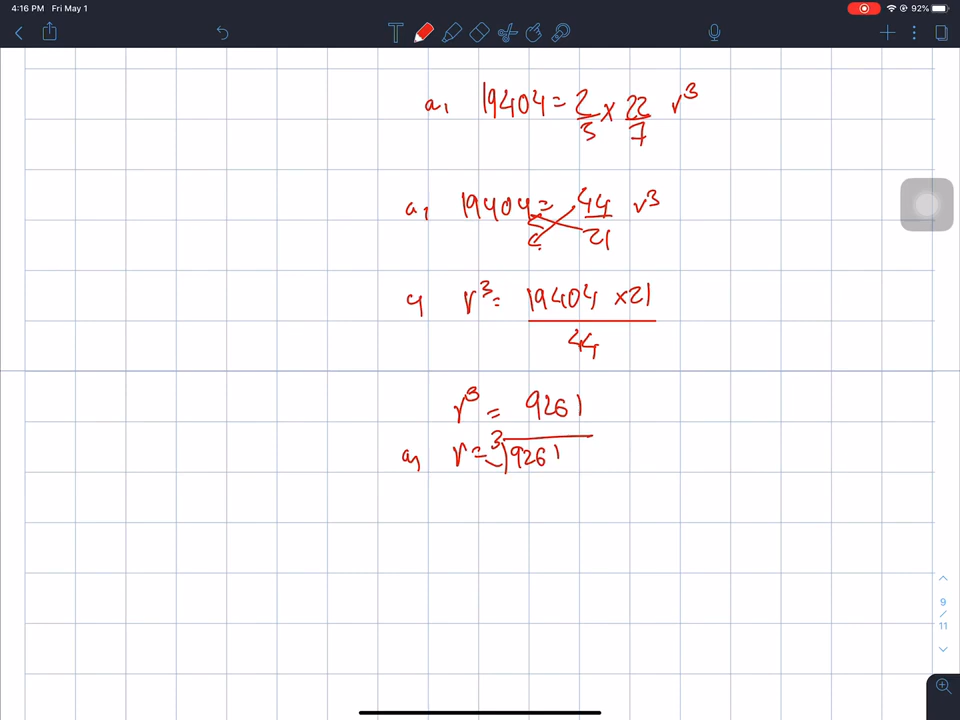 4:16 PM Fri May 1
92%
19404 = 2/3 × 22/7 r³
19404 = 44/21 r³
r³ = 19404 × 21 / 44
r³ = 9261
r = ³√9261
9
/
11